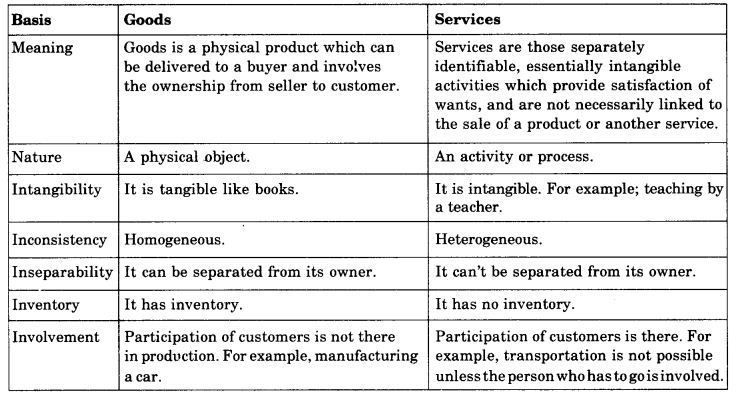 Basis Goods Services
Meaning Goods is a physical product which can Services are those separately
be delivered to a buyer and involves identifiable, essentially intangible
the ownership from seller to customer. activities which provide satisfaction of
wants, and are not necessarily linked to
the sale of a product or another service.
Nature A physical object. An activity or process.
Intangibility It is tangible like books. It is intangible. For example; teaching by
a teacher.
Inconsistency Homogeneous. Heterogeneous.
Inseparability It can be separated from its owner. It can't be separated from its owner.
Inventory It has inventory. It has no inventory.
Involvement Participation of customers is not there Participation of customers is there. For
in production. For example, manufacturing example, transportation is not possible
a car. unless the person who has to go is involved.